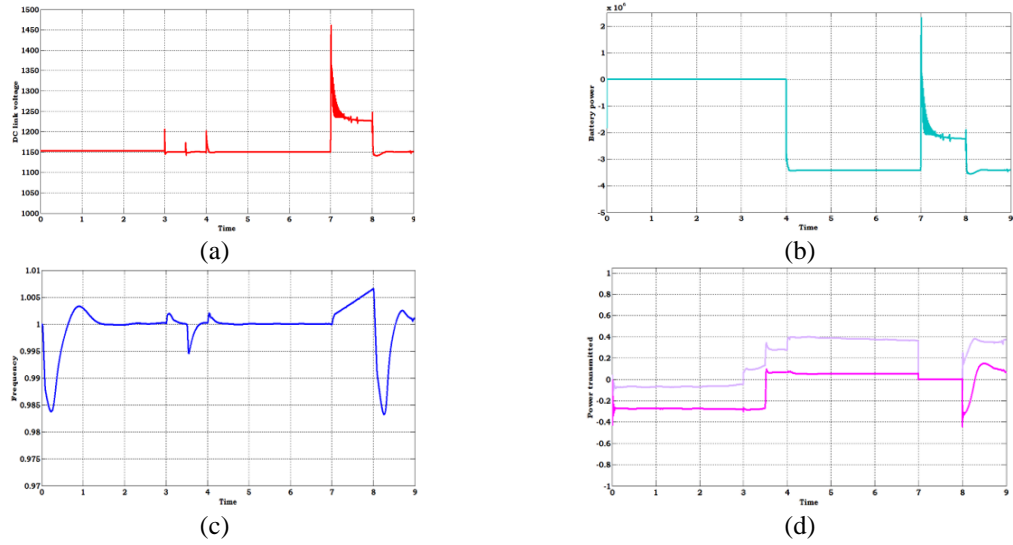 1500
1450
1400
1350
1300
1250
1200
1150
1100
1050
1000
DC link voltage
0 1 2 3 4 5 6 7 8 9
Time
(a)
x 10⁶
2
1
0
-1
-2
-3
-4
-5
Battery power
0 1 2 3 4 5 6 7 8 9
Time
(b)
1.01
1.005
1
0.995
0.99
0.985
0.98
0.975
0.97
Frequency
0 1 2 3 4 5 6 7 8 9
Time
(c)
1
0.8
0.6
0.4
0.2
0
-0.2
-0.4
-0.6
-0.8
-1
Power transmitted
0 1 2 3 4 5 6 7 8 9
Time
(d)